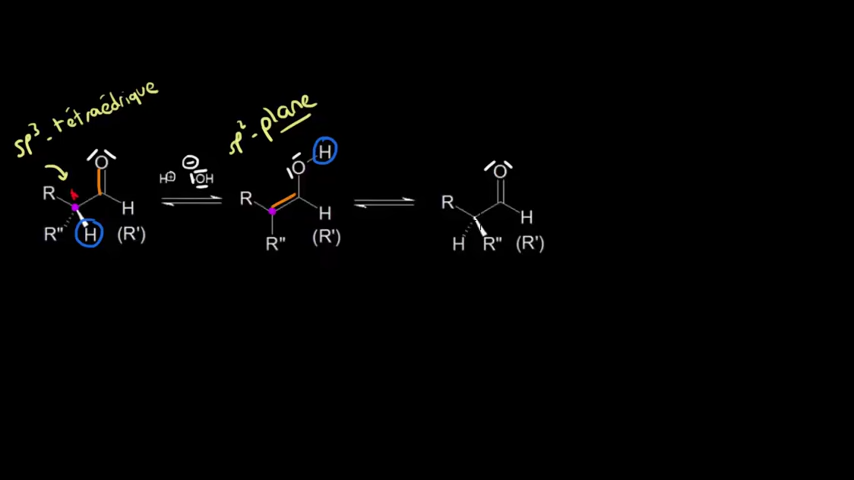 sp³-tétraédrique
sp²-plane
O
H
R
H
R"
(R')
H⊕
⊖
OH
O
H
R
H
R"
(R')
O
R
H
H
R"
(R')